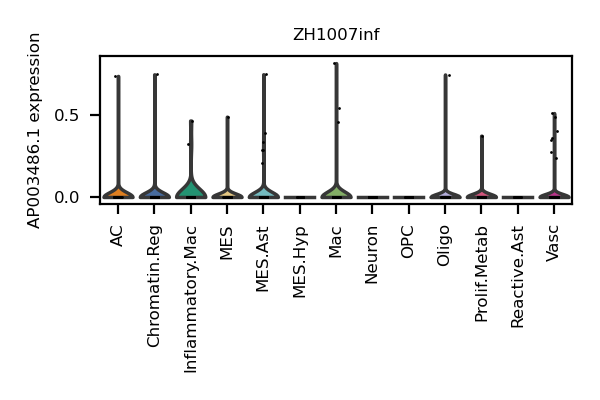 ZH1007inf
AP003486.1 expression
0.5
0.0
AC
Chromatin.Reg
Inflammatory.Mac
MES
MES.Ast
MES.Hyp
Mac
Neuron
OPC
Oligo
Prolif.Metab
Reactive.Ast
Vasc